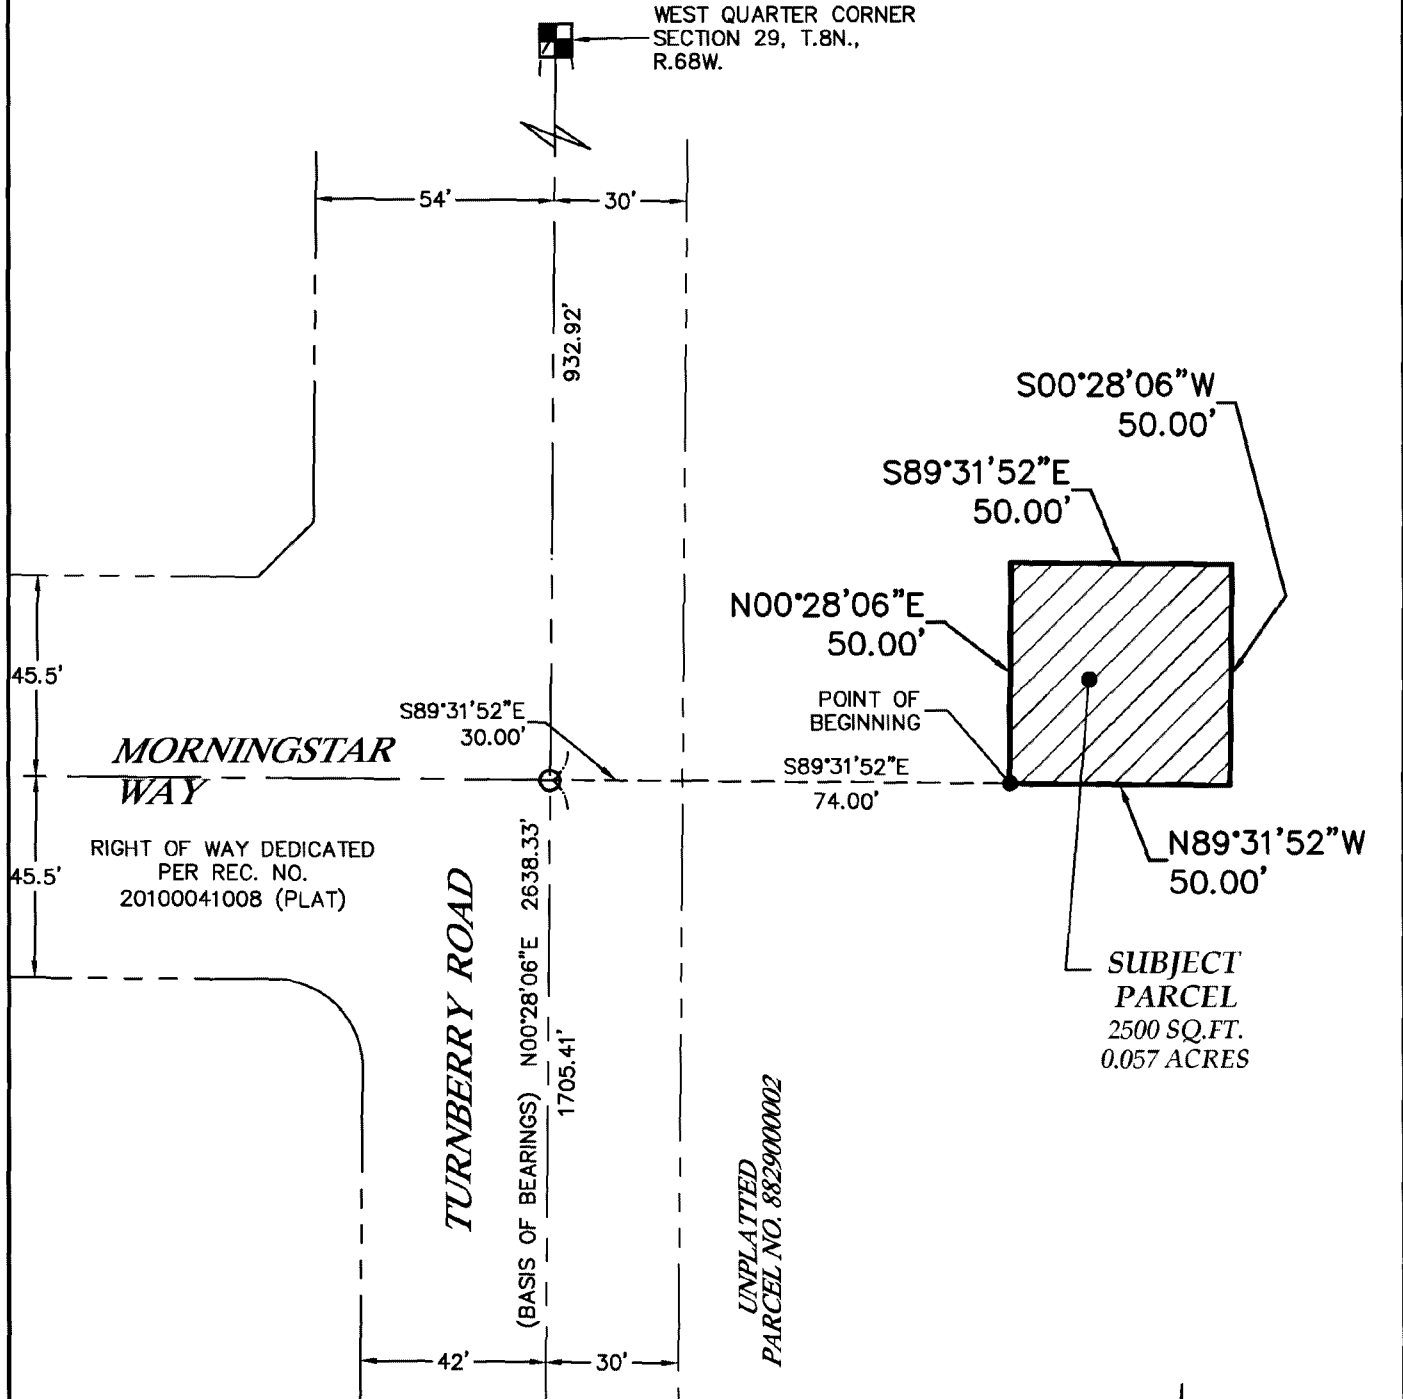 WEST QUARTER CORNER
SECTION 29, T.8N.,
R.68W.
54'
30'
932.92'
S00°28'06"W
50.00'
S89°31'52"E
50.00'
N00°28'06"E
50.00'
45.5'
POINT OF
BEGINNING
S89°31'52"E
30.00'
MORNINGSTAR
WAY
S89°31'52"E
74.00'
RIGHT OF WAY DEDICATED
PER REC. NO.
20100041008 (PLAT)
45.5'
N89°31'52"W
50.00'
TURNBERRY ROAD
(BASIS OF BEARINGS) N00°28'06"E 2638.33'
1705.41'
SUBJECT
PARCEL
2500 SQ.FT.
0.057 ACRES
UNPLATTED
PARCEL NO. 882900002
42'
30'